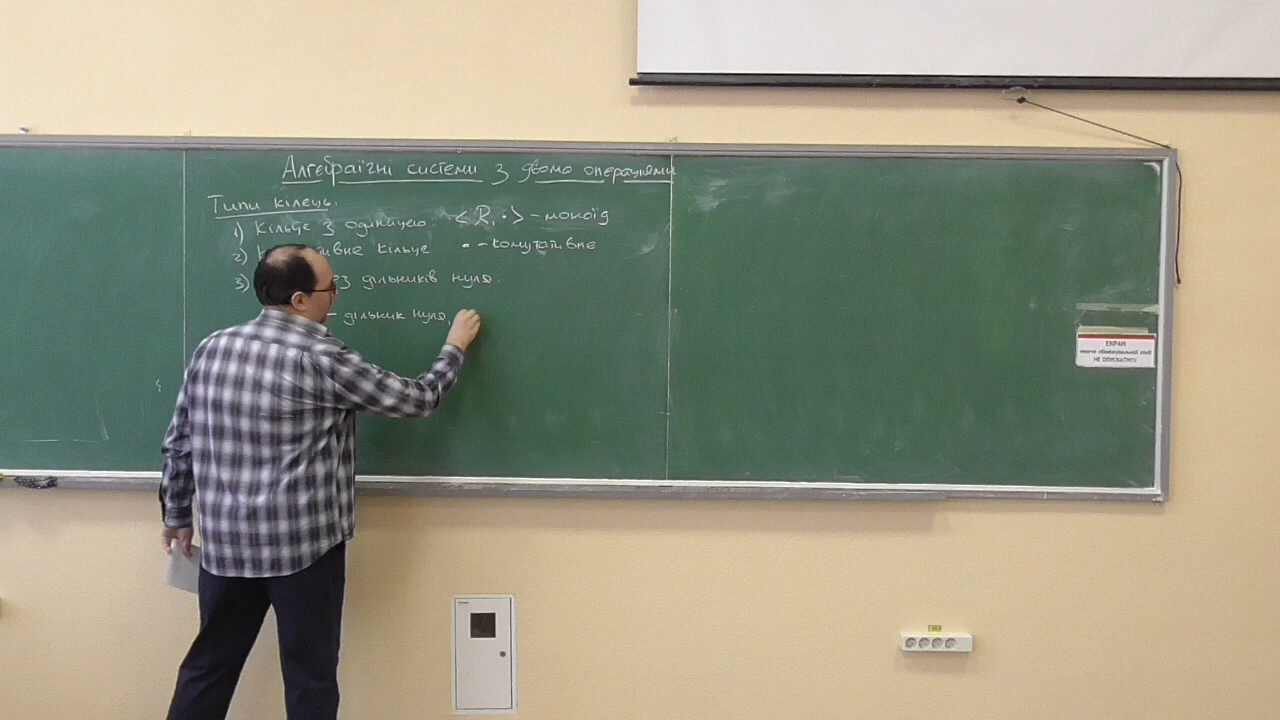 Алгебраїчні системи з двома операціями
Типи кілець.
1) Кільце з одиницею: <R, •> – моноїд
2) кільце • – комутативне
3) дільників нуля.
– дільник нуля,
ЕКРАН
НЕ ОПУСКАТИ!!!